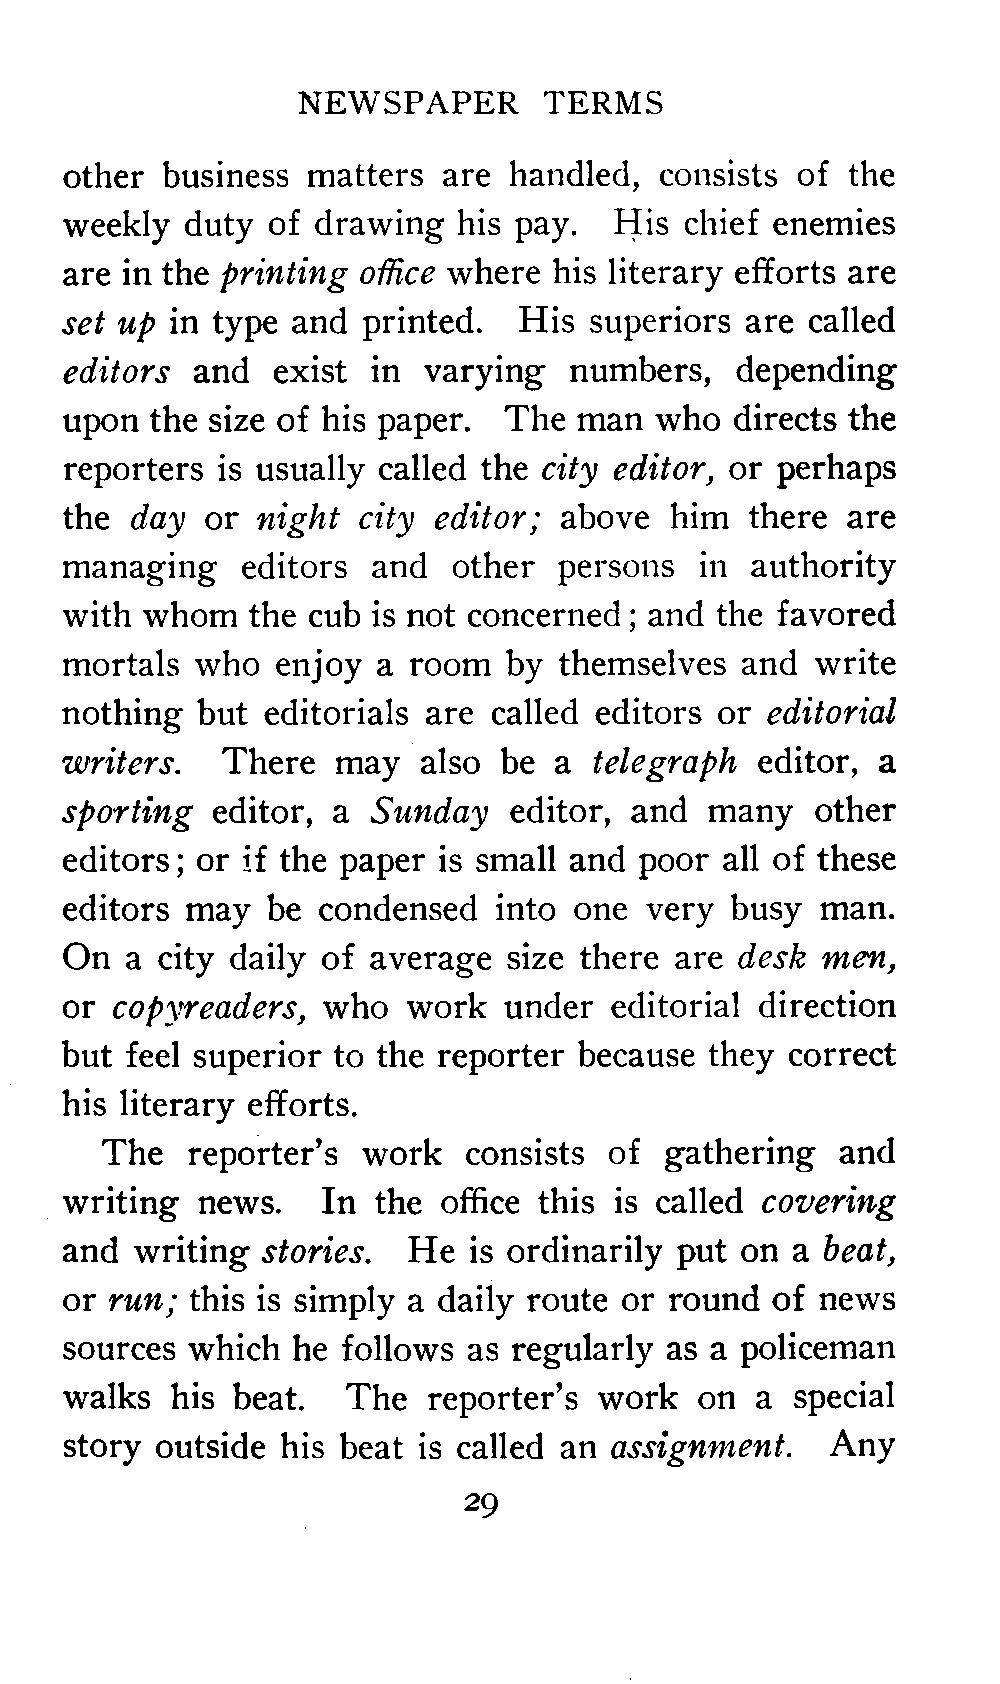 NEWSPAPER TERMS
other business matters are handled, consists of the
weekly duty of drawing his pay. His chief enemies
are in the printing office where his literary efforts are
set up in type and printed. His superiors are called
editors and exist in varying numbers, depending
upon the size of his paper. The man who directs the
reporters is usually called the city editor, or perhaps
the day or night city editor; above him there are
managing editors and other persons in authority
with whom the cub is not concerned; and the favored
mortals who enjoy a room by themselves and write
nothing but editorials are called editors or editorial
writers. There may also be a telegraph editor, a
sporting editor, a Sunday editor, and many other
editors; or if the paper is small and poor all of these
editors may be condensed into one very busy man.
On a city daily of average size there are desk men,
or copyreaders, who work under editorial direction
but feel superior to the reporter because they correct
his literary efforts.
The reporter's work consists of gathering and
writing news. In the office this is called covering
and writing stories. He is ordinarily put on a beat,
or run; this is simply a daily route or round of news
sources which he follows as regularly as a policeman
walks his beat. The reporter's work on a special
story outside his beat is called an assignment. Any
29